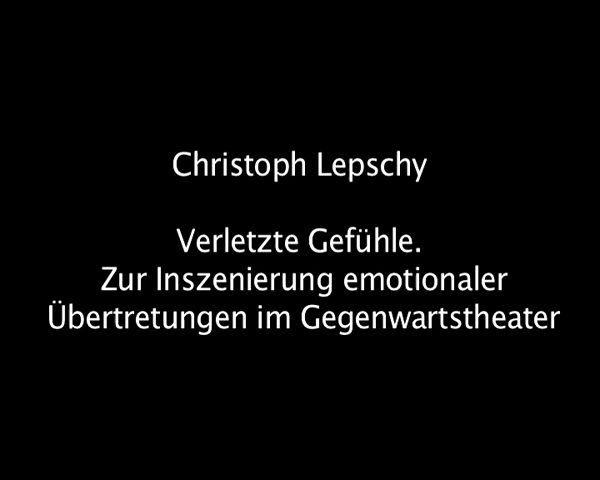 Christoph Lepschy
Verletzte Gefühle.
Zur Inszenierung emotionaler
Übertretungen im Gegenwartstheater